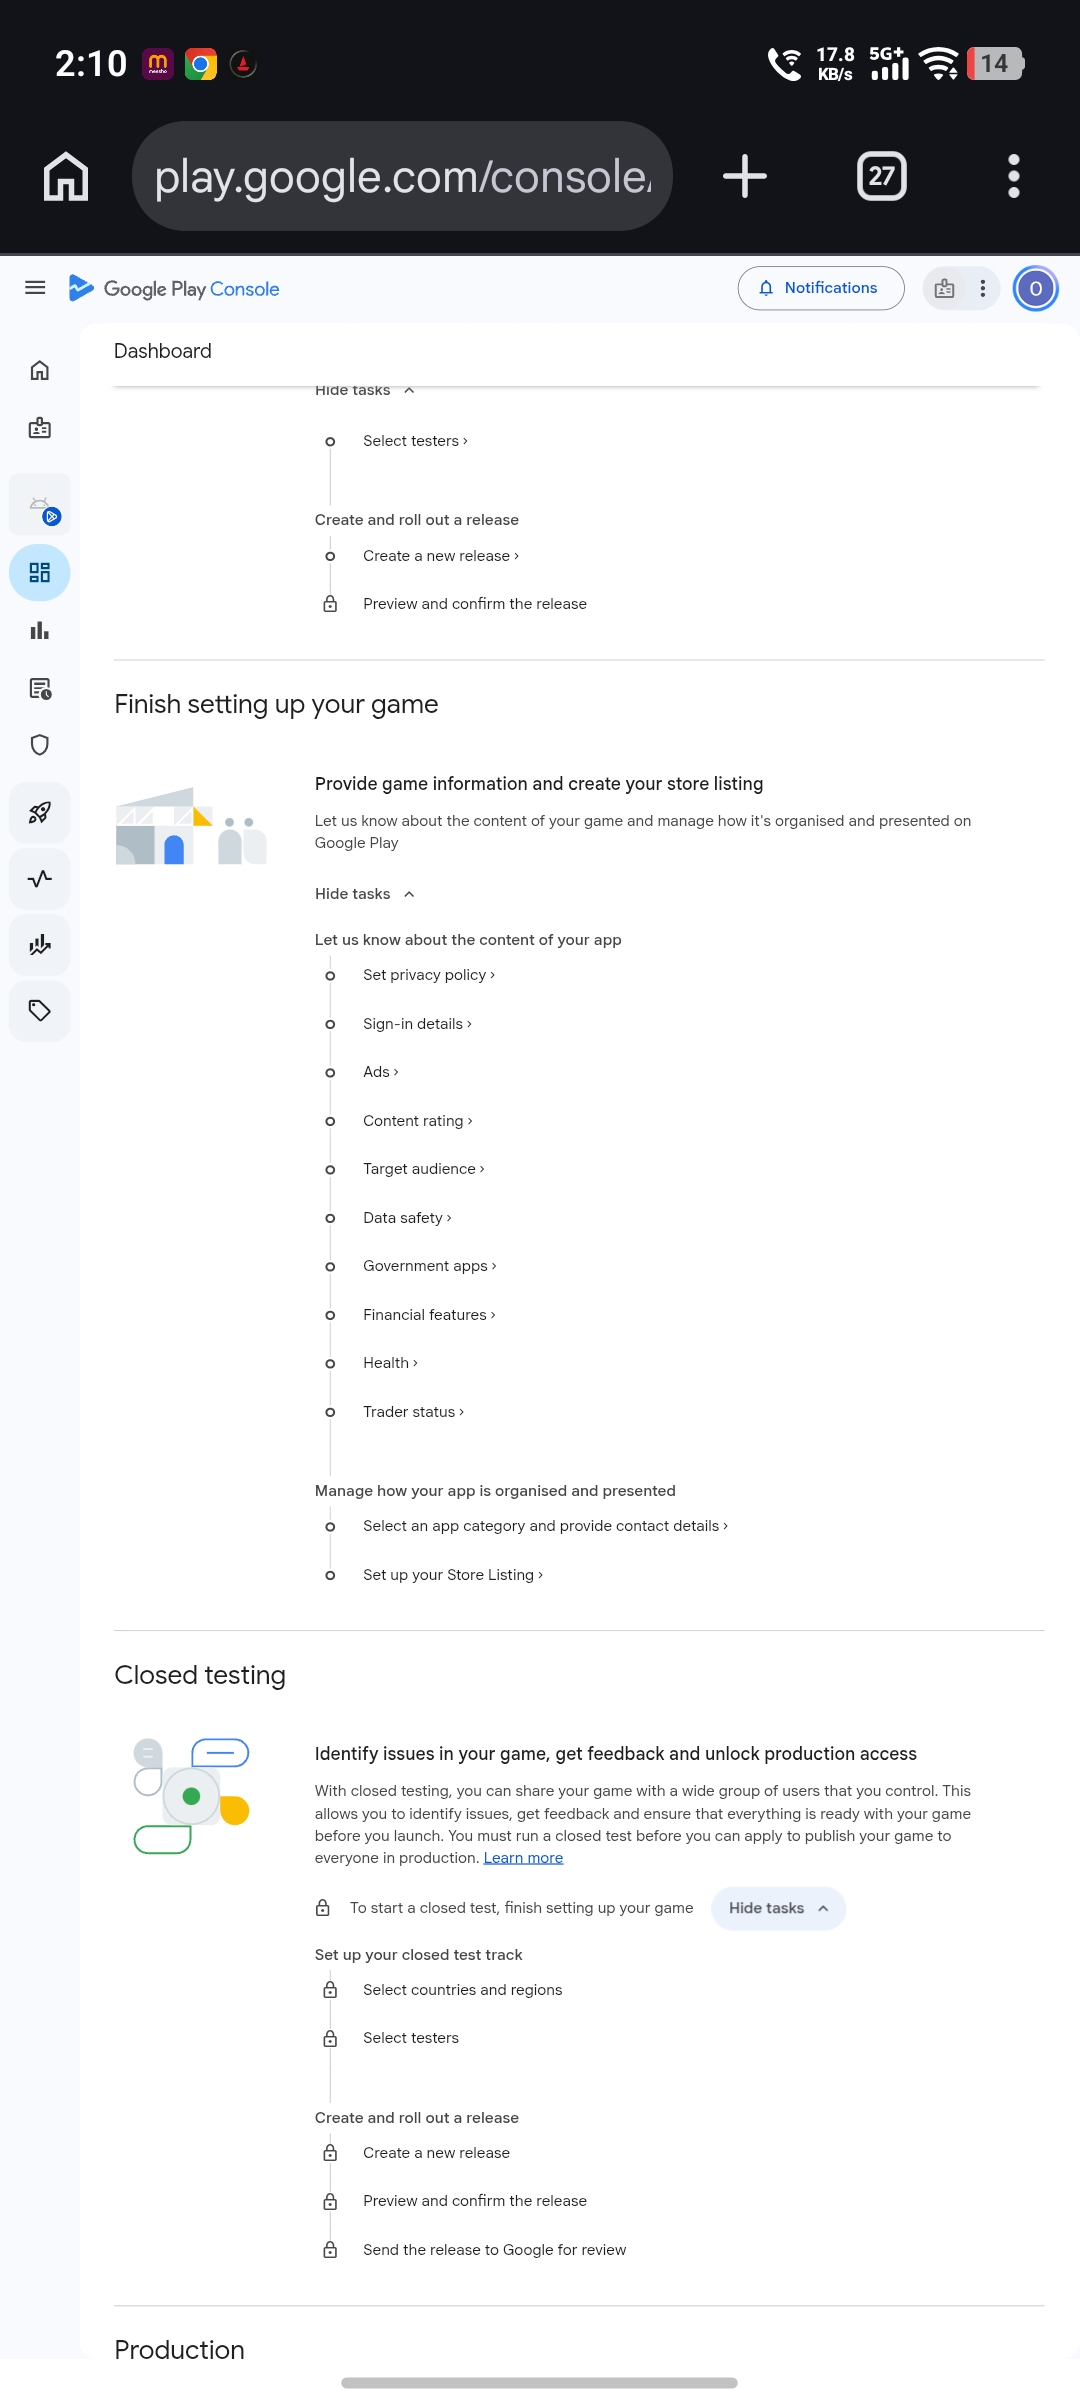 2:10
meesho
17.8
KB/s
5G+
14
play.google.com/console/
27
Google Play Console
Notifications
O
Dashboard
Hide tasks
Select testers ›
Create and roll out a release
Create a new release ›
Preview and confirm the release
Finish setting up your game
Provide game information and create your store listing
Let us know about the content of your game and manage how it's organised and presented on
Google Play
Hide tasks
Let us know about the content of your app
Set privacy policy ›
Sign-in details ›
Ads ›
Content rating ›
Target audience ›
Data safety ›
Government apps ›
Financial features ›
Health ›
Trader status ›
Manage how your app is organised and presented
Select an app category and provide contact details ›
Set up your Store Listing ›
Closed testing
Identify issues in your game, get feedback and unlock production access
With closed testing, you can share your game with a wide group of users that you control. This
allows you to identify issues, get feedback and ensure that everything is ready with your game
before you launch. You must run a closed test before you can apply to publish your game to
everyone in production. Learn more
To start a closed test, finish setting up your game
Hide tasks
Set up your closed test track
Select countries and regions
Select testers
Create and roll out a release
Create a new release
Preview and confirm the release
Send the release to Google for review
Production